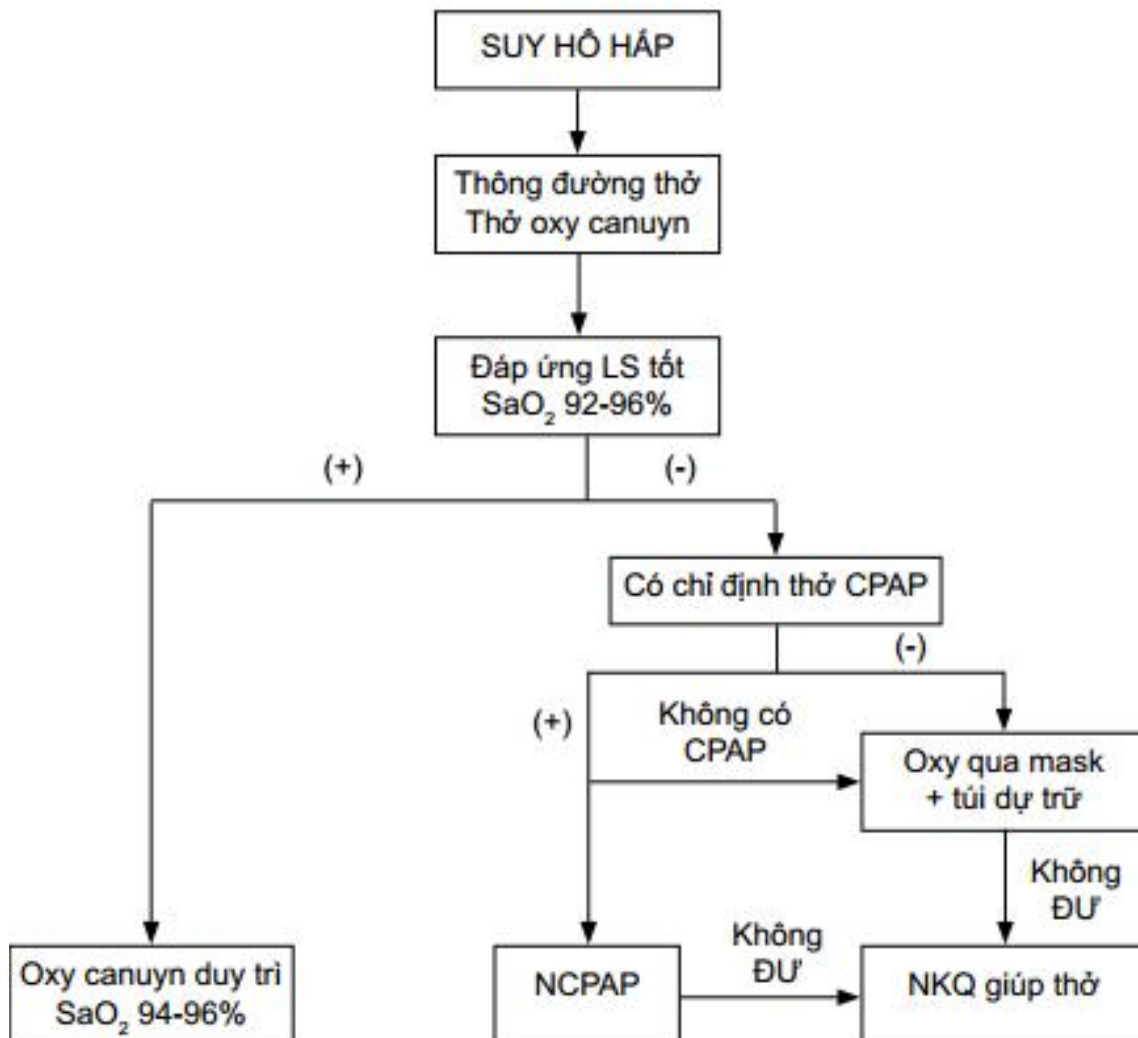 SUY HÔ HẤP
Thông đường thở
Thở oxy canuyn
Đáp ứng LS tốt
SaO₂ 92-96%
(+)
(-)
Có chỉ định thở CPAP
(-)
(+)
Không có
CPAP
Oxy qua mask
+ túi dự trữ
Không
ĐƯ
Oxy canuyn duy trì
SaO₂ 94-96%
NCPAP
Không
ĐƯ
NKQ giúp thở